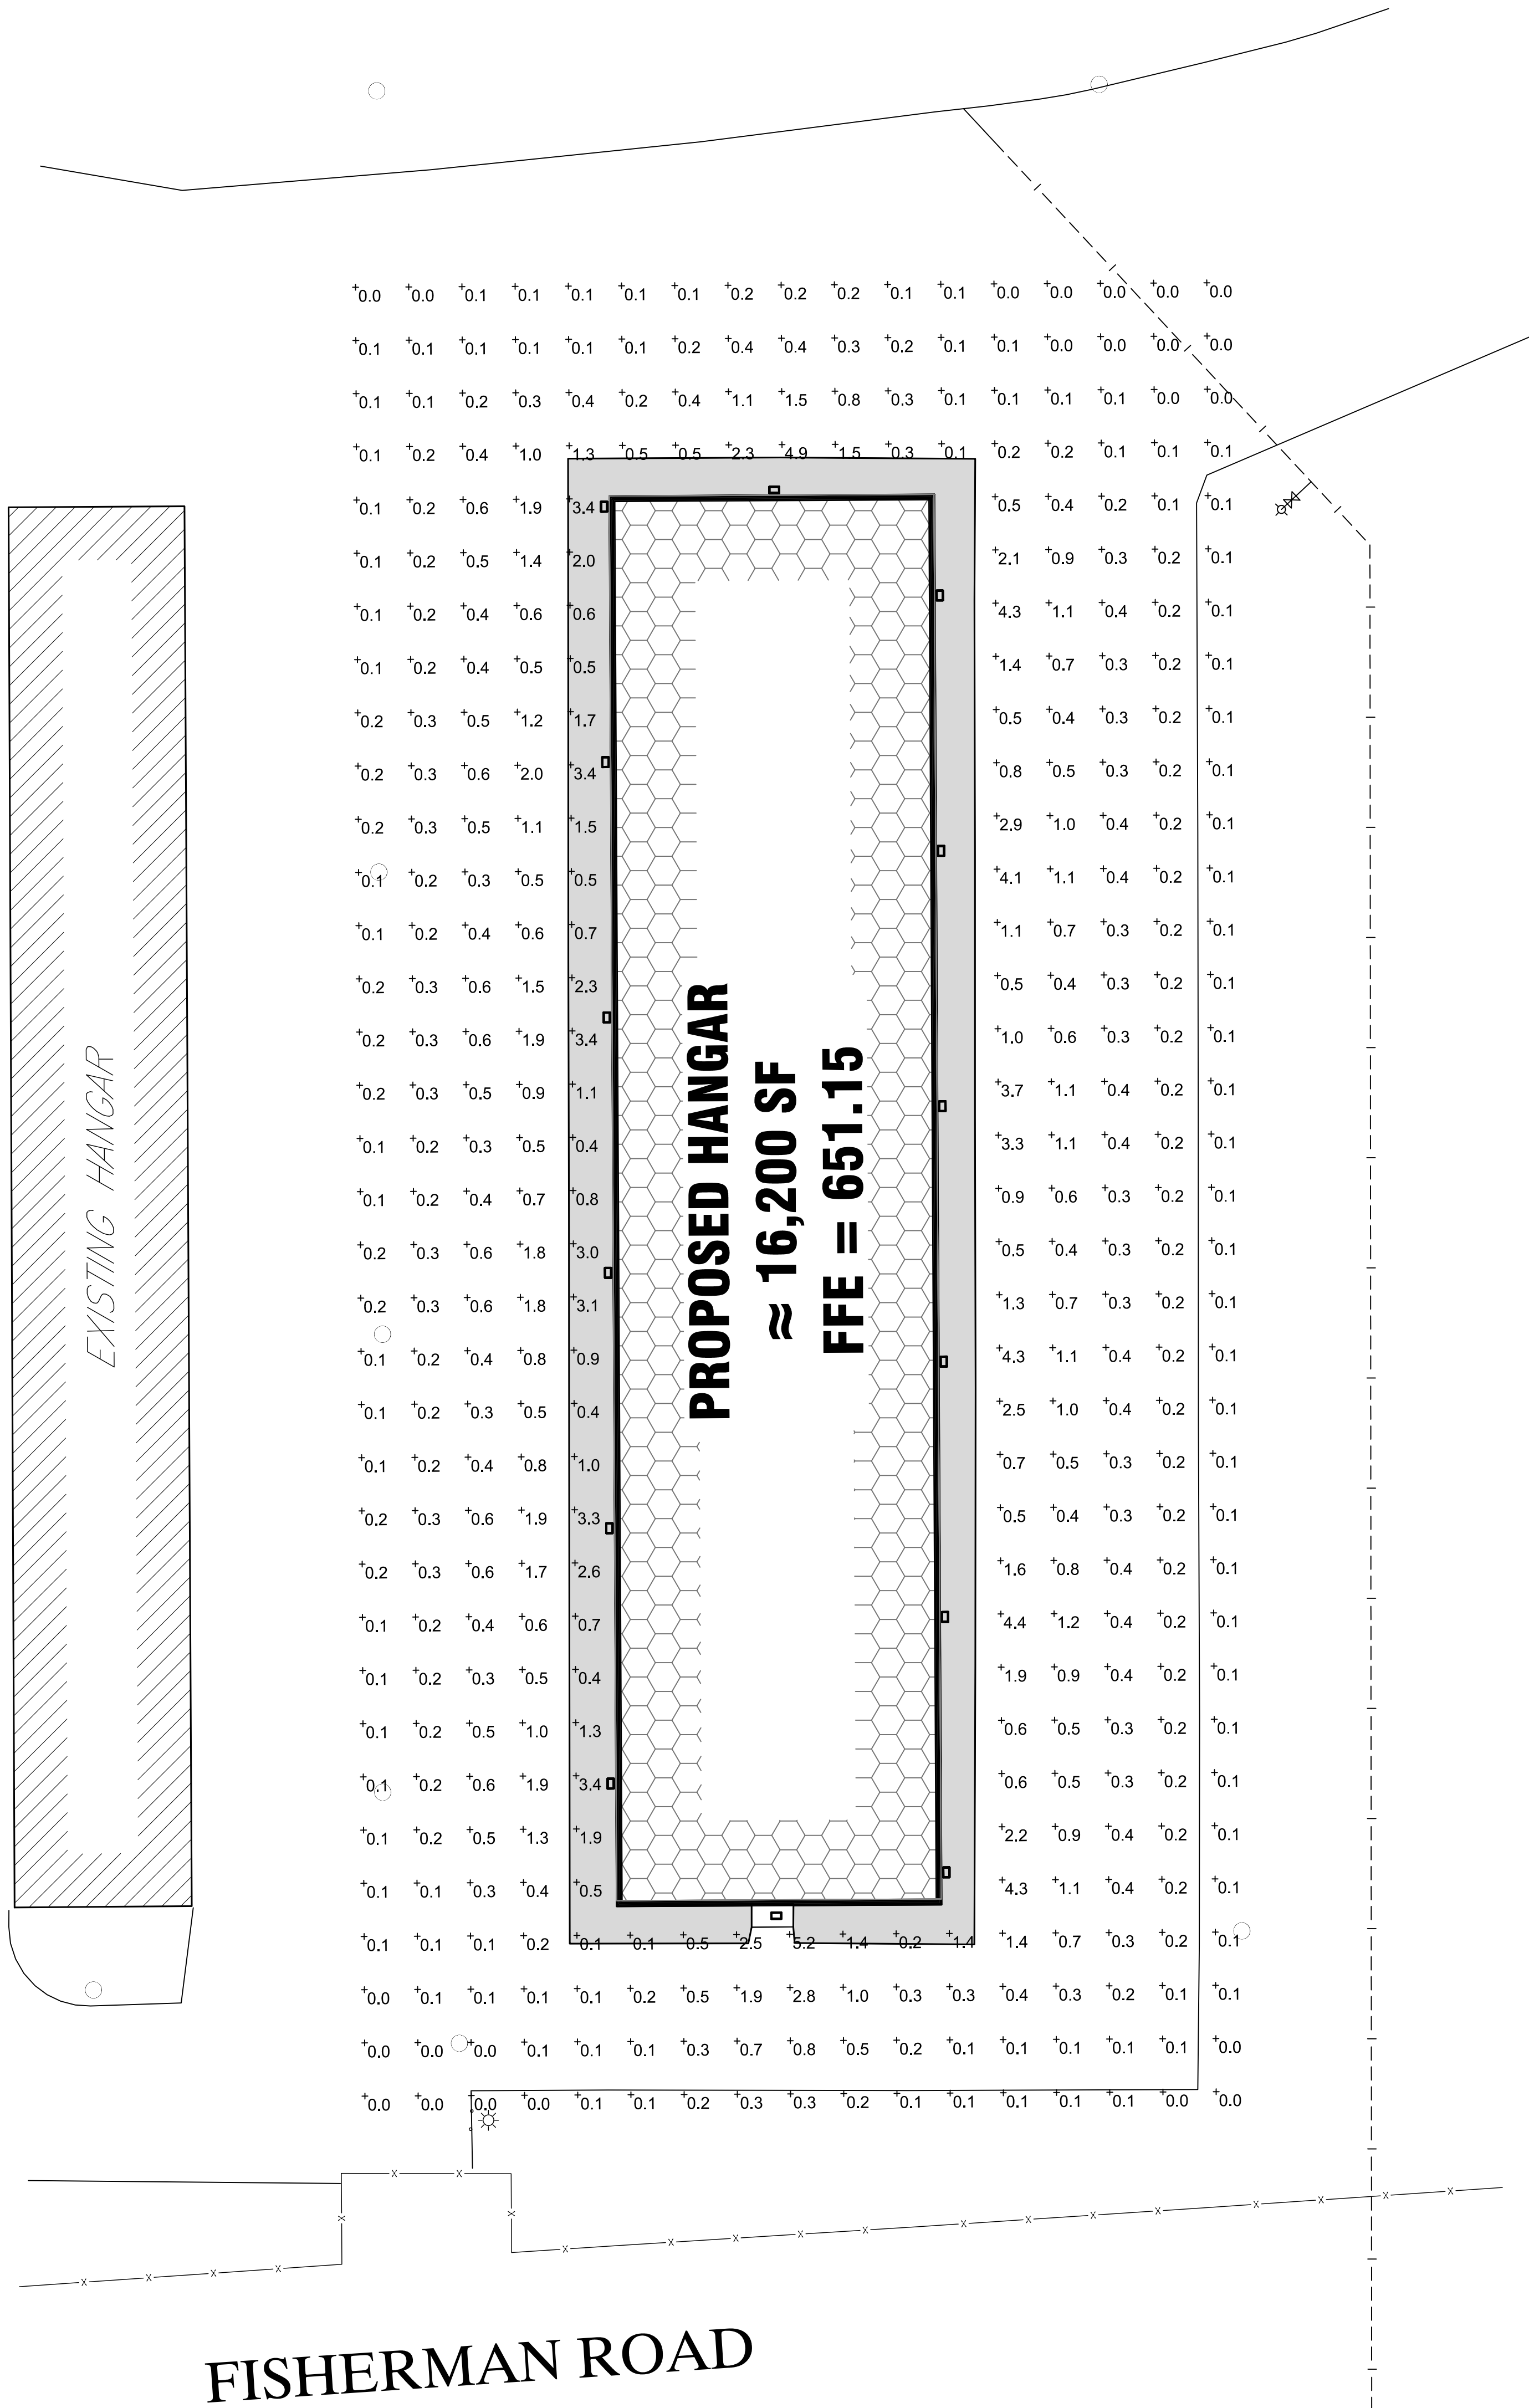 +0.0 +0.0 +0.1 +0.1 +0.1 +0.1 +0.1 +0.2 +0.2 +0.2 +0.1 +0.1 +0.0 +0.0 +0.0 +0.0 +0.0
+0.1 +0.1 +0.1 +0.1 +0.1 +0.1 +0.2 +0.4 +0.4 +0.3 +0.2 +0.1 +0.1 +0.0 +0.0 +0.0 +0.0
+0.1 +0.1 +0.2 +0.3 +0.4 +0.2 +0.4 +1.1 +1.5 +0.8 +0.3 +0.1 +0.1 +0.1 +0.1 +0.0 +0.0
+0.1 +0.2 +0.4 +1.0 +1.3 +0.5 +0.5 +2.3 +4.9 +1.5 +0.3 +0.1 +0.2 +0.2 +0.1 +0.1 +0.1
+0.1 +0.2 +0.6 +1.9 +3.4 +0.5 +0.4 +0.2 +0.1 +0.1
+0.1 +0.2 +0.5 +1.4 +2.0 +2.1 +0.9 +0.3 +0.2 +0.1
+0.1 +0.2 +0.4 +0.6 +0.6 +4.3 +1.1 +0.4 +0.2 +0.1
+0.1 +0.2 +0.4 +0.5 +0.5 +1.4 +0.7 +0.3 +0.2 +0.1
+0.2 +0.3 +0.5 +1.2 +1.7 +0.5 +0.4 +0.3 +0.2 +0.1
+0.2 +0.3 +0.6 +2.0 +3.4 +0.8 +0.5 +0.3 +0.2 +0.1
+0.2 +0.3 +0.5 +1.1 +1.5 +2.9 +1.0 +0.4 +0.2 +0.1
+0.1 +0.2 +0.3 +0.5 +0.5 +4.1 +1.1 +0.4 +0.2 +0.1
+0.1 +0.2 +0.4 +0.6 +0.7 +1.1 +0.7 +0.3 +0.2 +0.1
+0.2 +0.3 +0.6 +1.5 +2.3 +0.5 +0.4 +0.3 +0.2 +0.1
+0.2 +0.3 +0.6 +1.9 +3.4 +1.0 +0.6 +0.3 +0.2 +0.1
+0.2 +0.3 +0.5 +0.9 +1.1 +3.7 +1.1 +0.4 +0.2 +0.1
+0.1 +0.2 +0.3 +0.5 +0.4 +3.3 +1.1 +0.4 +0.2 +0.1
+0.1 +0.2 +0.4 +0.7 +0.8 +0.9 +0.6 +0.3 +0.2 +0.1
+0.2 +0.3 +0.6 +1.8 +3.0 +0.5 +0.4 +0.3 +0.2 +0.1
+0.2 +0.3 +0.6 +1.8 +3.1 +1.3 +0.7 +0.3 +0.2 +0.1
+0.1 +0.2 +0.4 +0.8 +0.9 +4.3 +1.1 +0.4 +0.2 +0.1
+0.1 +0.2 +0.3 +0.5 +0.4 +2.5 +1.0 +0.4 +0.2 +0.1
+0.1 +0.2 +0.4 +0.8 +1.0 +0.7 +0.5 +0.3 +0.2 +0.1
+0.2 +0.3 +0.6 +1.9 +3.3 +0.5 +0.4 +0.3 +0.2 +0.1
+0.2 +0.3 +0.6 +1.7 +2.6 +1.6 +0.8 +0.4 +0.2 +0.1
+0.1 +0.2 +0.4 +0.6 +0.7 +4.4 +1.2 +0.4 +0.2 +0.1
+0.1 +0.2 +0.3 +0.5 +0.4 +1.9 +0.9 +0.4 +0.2 +0.1
+0.1 +0.2 +0.5 +1.0 +1.3 +0.6 +0.5 +0.3 +0.2 +0.1
+0.1 +0.2 +0.6 +1.9 +3.4 +0.6 +0.5 +0.3 +0.2 +0.1
+0.1 +0.2 +0.5 +1.3 +1.9 +2.2 +0.9 +0.4 +0.2 +0.1
+0.1 +0.1 +0.3 +0.4 +0.5 +4.3 +1.1 +0.4 +0.2 +0.1
+0.1 +0.1 +0.1 +0.2 +0.1 +0.1 +0.5 +2.5 +5.2 +1.4 +0.2 +1.4 +1.4 +0.7 +0.3 +0.2 +0.1
+0.0 +0.1 +0.1 +0.1 +0.1 +0.2 +0.5 +1.9 +2.8 +1.0 +0.3 +0.3 +0.4 +0.3 +0.2 +0.1 +0.1
+0.0 +0.0 +0.0 +0.1 +0.1 +0.1 +0.3 +0.7 +0.8 +0.5 +0.2 +0.1 +0.1 +0.1 +0.1 +0.1 +0.0
+0.0 +0.0 +0.0 +0.0 +0.1 +0.1 +0.2 +0.3 +0.3 +0.2 +0.1 +0.1 +0.1 +0.1 +0.1 +0.0 +0.0
EXISTING HANGAR
PROPOSED HANGAR
≈ 16,200 SF
FFE = 651.15
x x
x x
x x x x x x x x x x x x x x
x x x x
FISHERMAN ROAD